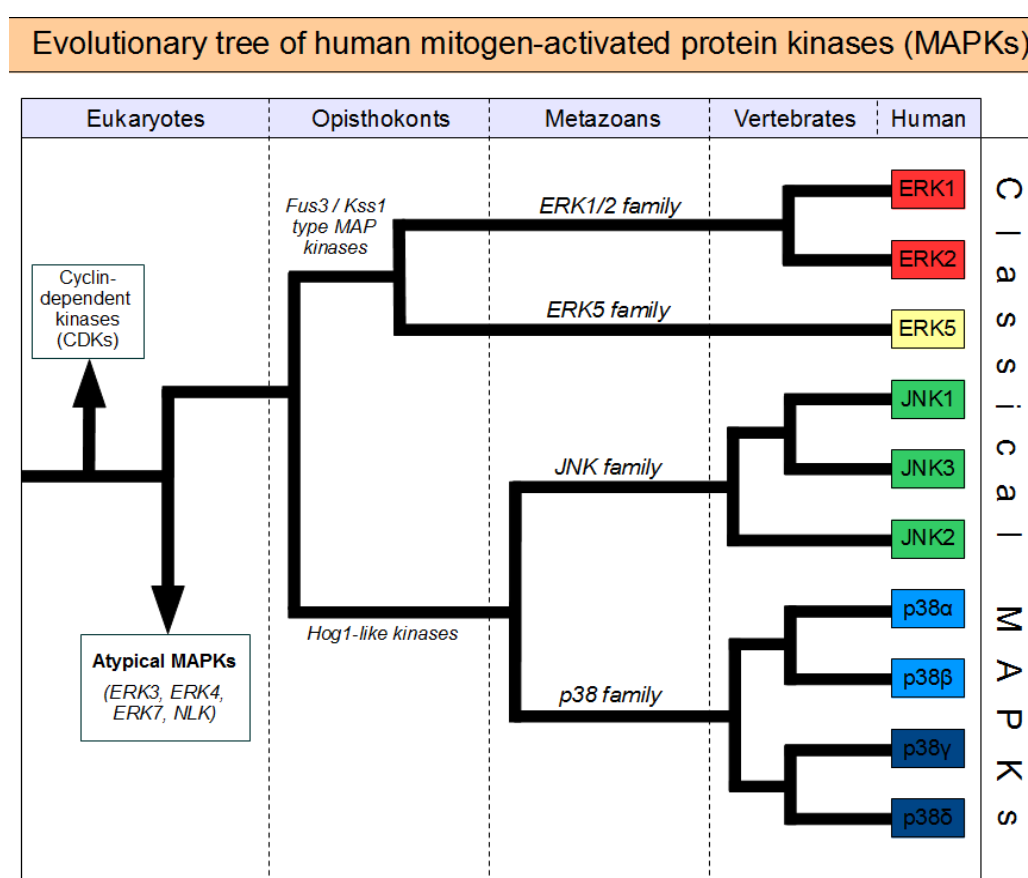 Evolutionary tree of human mitogen-activated protein kinases (MAPKs)
Eukaryotes Opisthokonts Metazoans Vertebrates Human
Fus3 / Kss1
type MAP
kinases
ERK1/2 family
ERK1
ERK2
Cyclin-
dependent
kinases
(CDKs)
ERK5 family
ERK5
JNK1
JNK family
JNK3
JNK2
Hog1-like kinases
p38α
Atypical MAPKs
(ERK3, ERK4,
ERK7, NLK)
p38 family
p38β
p38γ
p38δ
Classical MAPKs